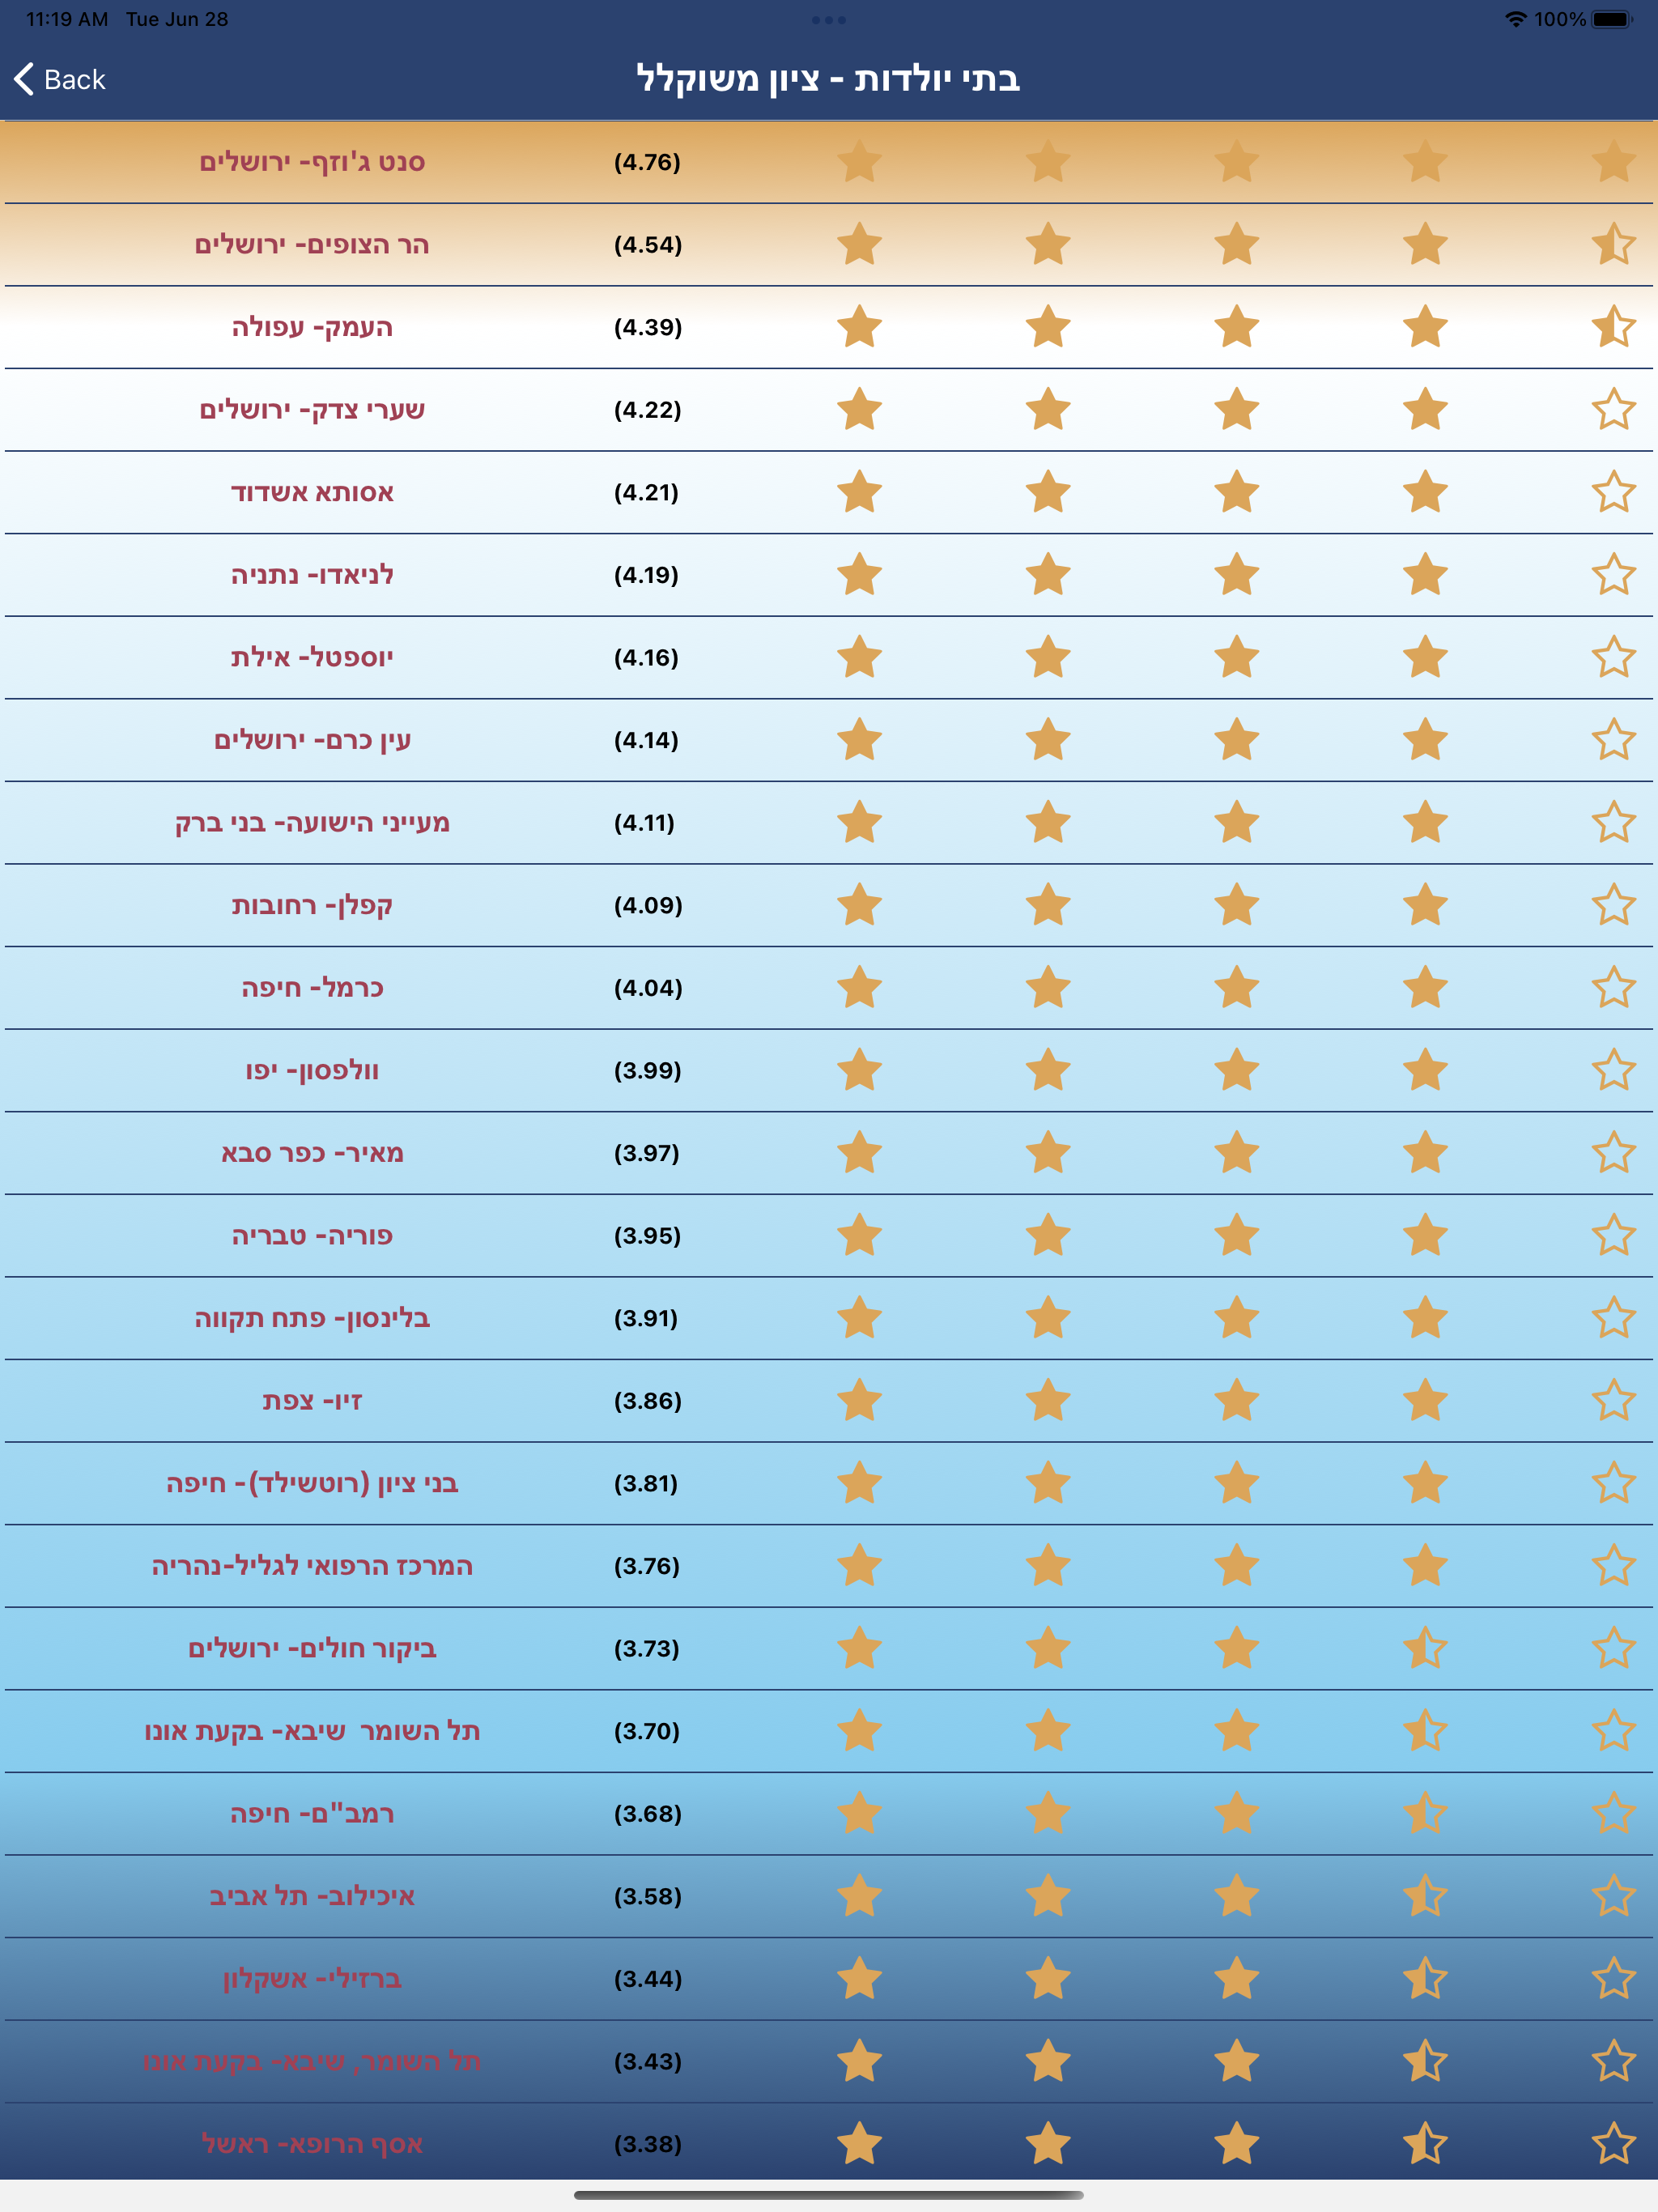 11:19 AM Tue Jun 28 100%
Back בתי יולדות - ציון משוקלל
סנט ג'וזף- ירושלים (4.76)
הר הצופים- ירושלים (4.54)
העמק- עפולה (4.39)
שערי צדק- ירושלים (4.22)
אסותא אשדוד (4.21)
לניאדו- נתניה (4.19)
יוספטל- אילת (4.16)
עין כרם- ירושלים (4.14)
מעייני הישועה- בני ברק (4.11)
קפלן- רחובות (4.09)
כרמל- חיפה (4.04)
וולפסון- יפו (3.99)
מאיר- כפר סבא (3.97)
פוריה- טבריה (3.95)
בלינסון- פתח תקווה (3.91)
זיו- צפת (3.86)
בני ציון (רוטשילד)- חיפה (3.81)
המרכז הרפואי לגליל-נהריה (3.76)
ביקור חולים- ירושלים (3.73)
תל השומר  שיבא- בקעת אונו (3.70)
רמב"ם- חיפה (3.68)
איכילוב- תל אביב (3.58)
ברזילי- אשקלון (3.44)
תל השומר, שיבא- בקעת אונו (3.43)
אסף הרופא- ראשל (3.38)